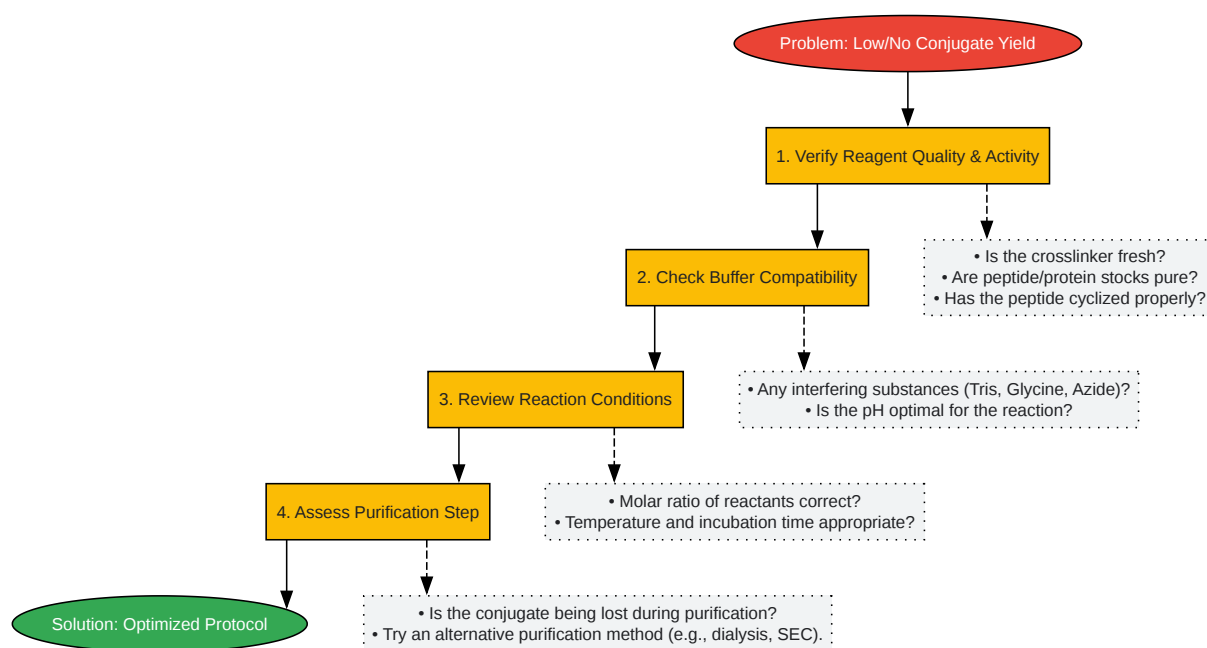 Problem: Low/No Conjugate Yield
1. Verify Reagent Quality & Activity
• Is the crosslinker fresh?
• Are peptide/protein stocks pure?
• Has the peptide cyclized properly?
2. Check Buffer Compatibility
• Any interfering substances (Tris, Glycine, Azide)?
• Is the pH optimal for the reaction?
3. Review Reaction Conditions
• Molar ratio of reactants correct?
• Temperature and incubation time appropriate?
4. Assess Purification Step
• Is the conjugate being lost during purification?
• Try an alternative purification method (e.g., dialysis, SEC).
Solution: Optimized Protocol